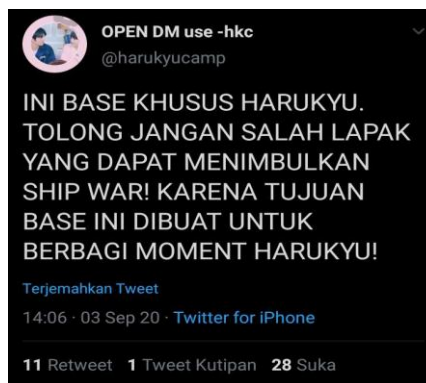 OPEN DM use -hkc
@harukyucamp
INI BASE KHUSUS HARUKYU.
TOLONG JANGAN SALAH LAPAK
YANG DAPAT MENIMBULKAN
SHIP WAR! KARENA TUJUAN
BASE INI DIBUAT UNTUK
BERBAGI MOMENT HARUKYU!
Terjemahkan Tweet
14:06 · 03 Sep 20 · Twitter for iPhone
11 Retweet 1 Tweet Kutipan 28 Suka